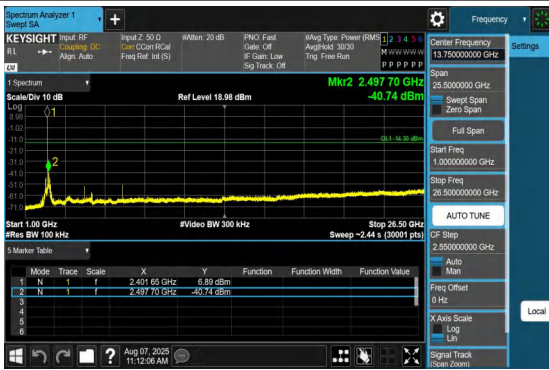 Spectrum Analyzer 1
Swept SA
Frequency
KEYSIGHT Input: RF
Coupling: DC
Align: Auto
Input Z: 50 Ω
Corr CCorr RCal
Freq Ref: Int (S)
#Atten: 20 dB
PNO: Fast
Gate: Off
IF Gain: Low
Sig Track: Off
#Avg Type: Power (RMS
Avg|Hold: 30/30
Trig: Free Run
1 2 3 4 5 6
M W W W W W
P P P P P P
RL
LXI
1 Spectrum
Scale/Div 10 dB
Ref Level 18.98 dBm
Mkr2 2.497 70 GHz
-40.74 dBm
Log
8.98
-1.02
-11.0
-21.0
-31.0
-41.0
-51.0
-61.0
-71.0
1
2
DL1 -14.30 dBm
Start 1.00 GHz
#Res BW 100 kHz
#Video BW 300 kHz
Stop 26.50 GHz
Sweep ~2.44 s (30001 pts)
5 Marker Table
Mode Trace Scale X Y Function Function Width Function Value
1 N 1 f 2.401 65 GHz 6.89 dBm
2 N 1 f 2.497 70 GHz -40.74 dBm
3
4
5
6
Aug 07, 2025
11:12:06 AM
Center Frequency
13.750000000 GHz
Settings
Span
25.5000000 GHz
Swept Span
Zero Span
Full Span
Start Freq
1.000000000 GHz
Stop Freq
26.500000000 GHz
AUTO TUNE
CF Step
2.550000000 GHz
Auto
Man
Freq Offset
0 Hz
X Axis Scale
Log
Lin
Signal Track
(Span Zoom)
Local